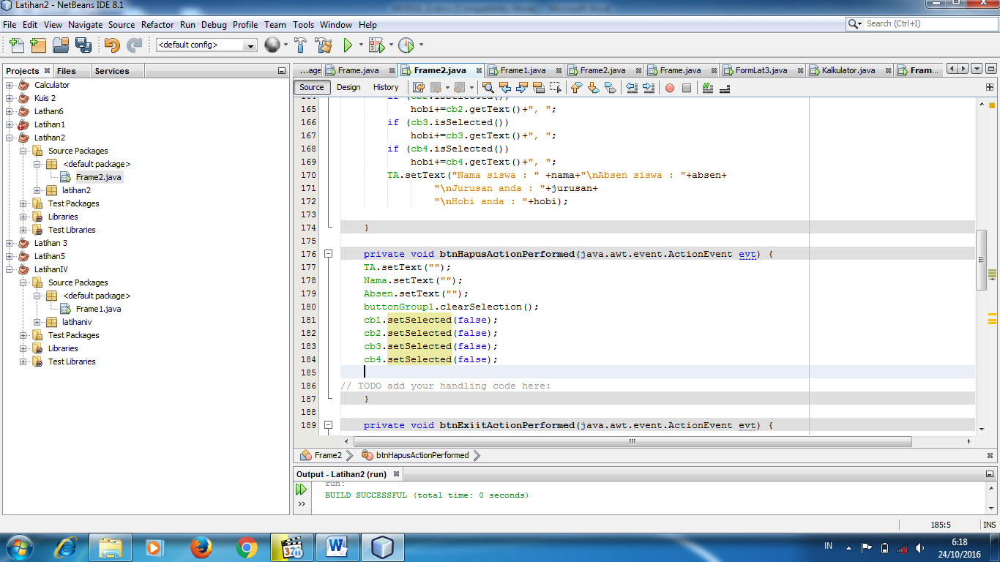 Latihan2 - NetBeans IDE 8.1
File Edit View Navigate Source Refactor Run Debug Profile Team Tools Window Help
Search (Ctrl+I)
<default config>
Projects Files Services
Calculator
Kuis 2
Lathan6
Latihan1
Latihan2
Source Packages
<default package>
Frame2.java
latihan2
Test Packages
Libraries
Test Libraries
Latihan 3
Latihan5
LatihanIV
Source Packages
<default package>
Frame1.java
latihaniv
Test Packages
Libraries
Test Libraries
...age Frame.java Frame2.java Frame1.java Frame2.java Frame.java FormLat3.java Kalkulator.java Fram...
Source Design History
164 if (cb2.isSelected())
165 hobi+=cb2.getText()+", ";
166 if (cb3.isSelected())
167 hobi+=cb3.getText()+", ";
168 if (cb4.isSelected())
169 hobi+=cb4.getText()+", ";
170 TA.setText("Nama siswa : " +nama+"\nAbsen siswa : "+absen+
171 "\nJurusan anda : "+jurusan+
172 "\nHobi anda : "+hobi);
173
174 }
175
176 private void btnHapusActionPerformed(java.awt.event.ActionEvent evt) {
177 TA.setText("");
178 Nama.setText("");
179 Absen.setText("");
180 buttonGroup1.clearSelection();
181 cb1.setSelected(false);
182 cb2.setSelected(false);
183 cb3.setSelected(false);
184 cb4.setSelected(false);
185
186 // TODO add your handling code here:
187 }
188
189 private void btnExiitActionPerformed(java.awt.event.ActionEvent evt) {
Frame2 btnHapusActionPerformed
Output - Latihan2 (run)
run:
BUILD SUCCESSFUL (total time: 0 seconds)
185:5 INS
IN
6:18
24/10/2016